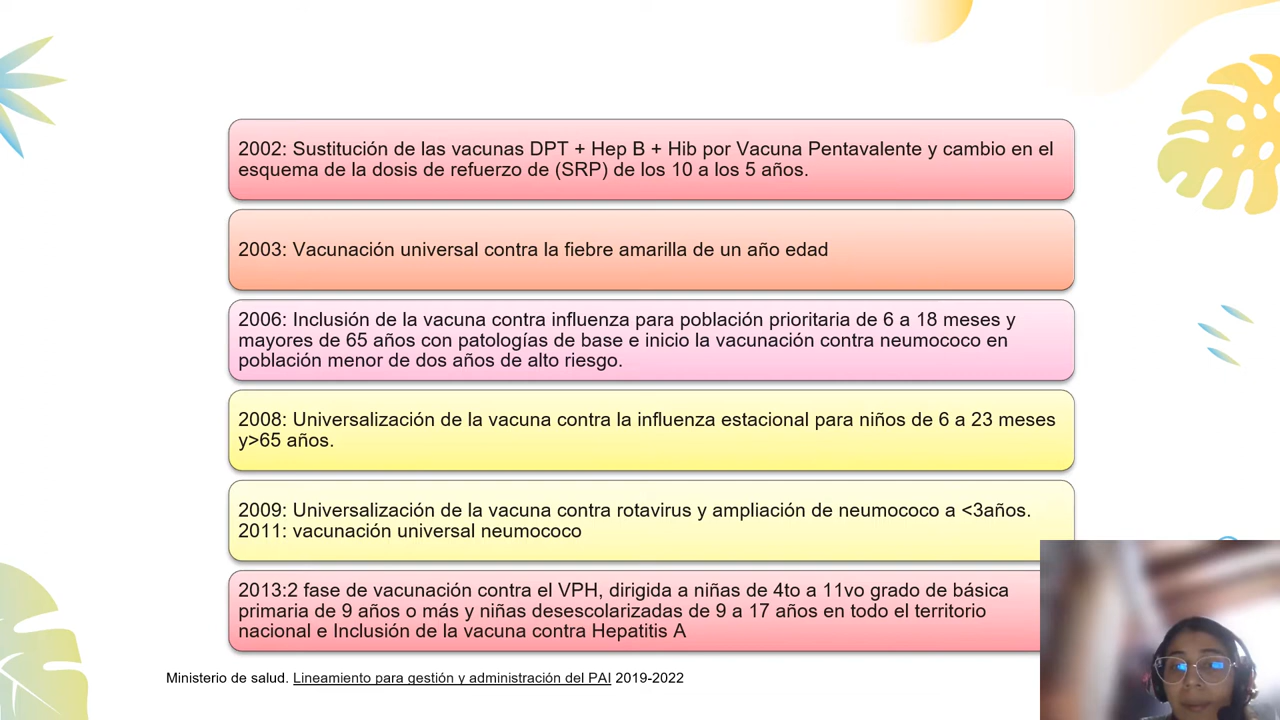 2002: Sustitución de las vacunas DPT + Hep B + Hib por Vacuna Pentavalente y cambio en el
esquema de la dosis de refuerzo de (SRP) de los 10 a los 5 años.
2003: Vacunación universal contra la fiebre amarilla de un año edad
2006: Inclusión de la vacuna contra influenza para población prioritaria de 6 a 18 meses y
mayores de 65 años con patologías de base e inicio la vacunación contra neumococo en
población menor de dos años de alto riesgo.
2008: Universalización de la vacuna contra la influenza estacional para niños de 6 a 23 meses
y>65 años.
2009: Universalización de la vacuna contra rotavirus y ampliación de neumococo a <3años.
2011: vacunación universal neumococo
2013:2 fase de vacunación contra el VPH, dirigida a niñas de 4to a 11vo grado de básica
primaria de 9 años o más y niñas desescolarizadas de 9 a 17 años en todo el territorio
nacional e Inclusión de la vacuna contra Hepatitis A
Ministerio de salud. Lineamiento para gestión y administración del PAI 2019-2022